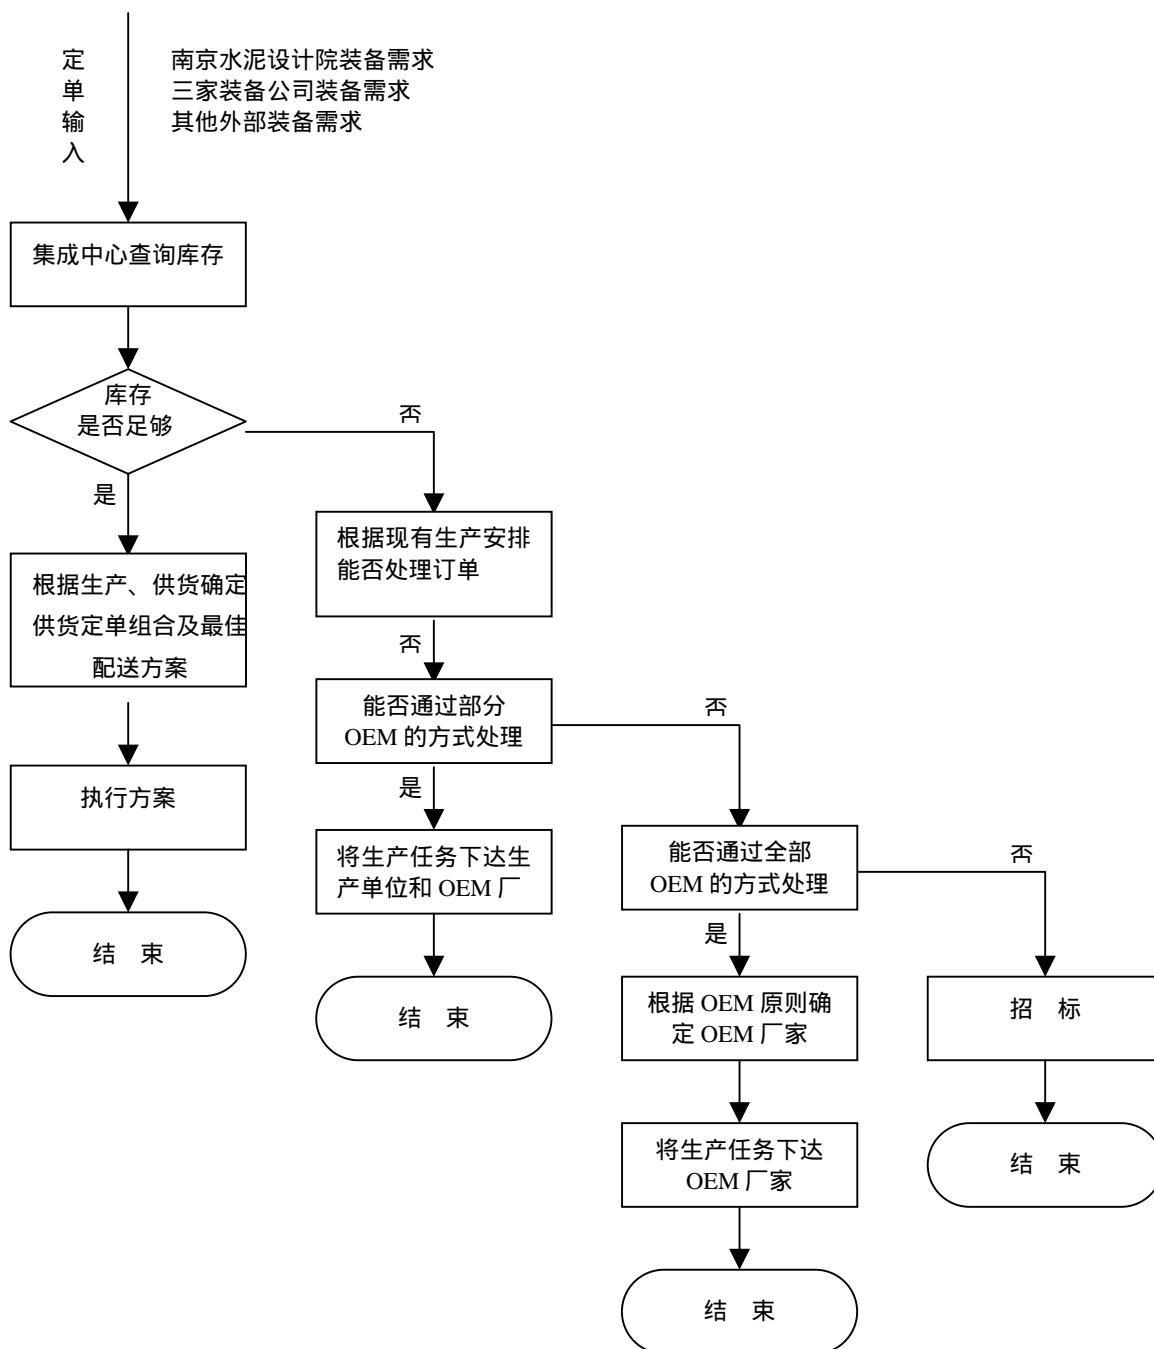 定
单
输
入
南京水泥设计院装备需求
三家装备公司装备需求
其他外部装备需求
集成中心查询库存
库存
是否足够
否
是
根据现有生产安排
能否处理订单
根据生产、供货确定
供货定单组合及最佳
配送方案
否
能否通过部分
OEM 的方式处理
否
是
执行方案
将生产任务下达生
产单位和 OEM 厂
能否通过全部
OEM 的方式处理
否
是
结 束
结 束
根据 OEM 原则确
定 OEM 厂家
招 标
将生产任务下达
OEM 厂家
结 束
结 束